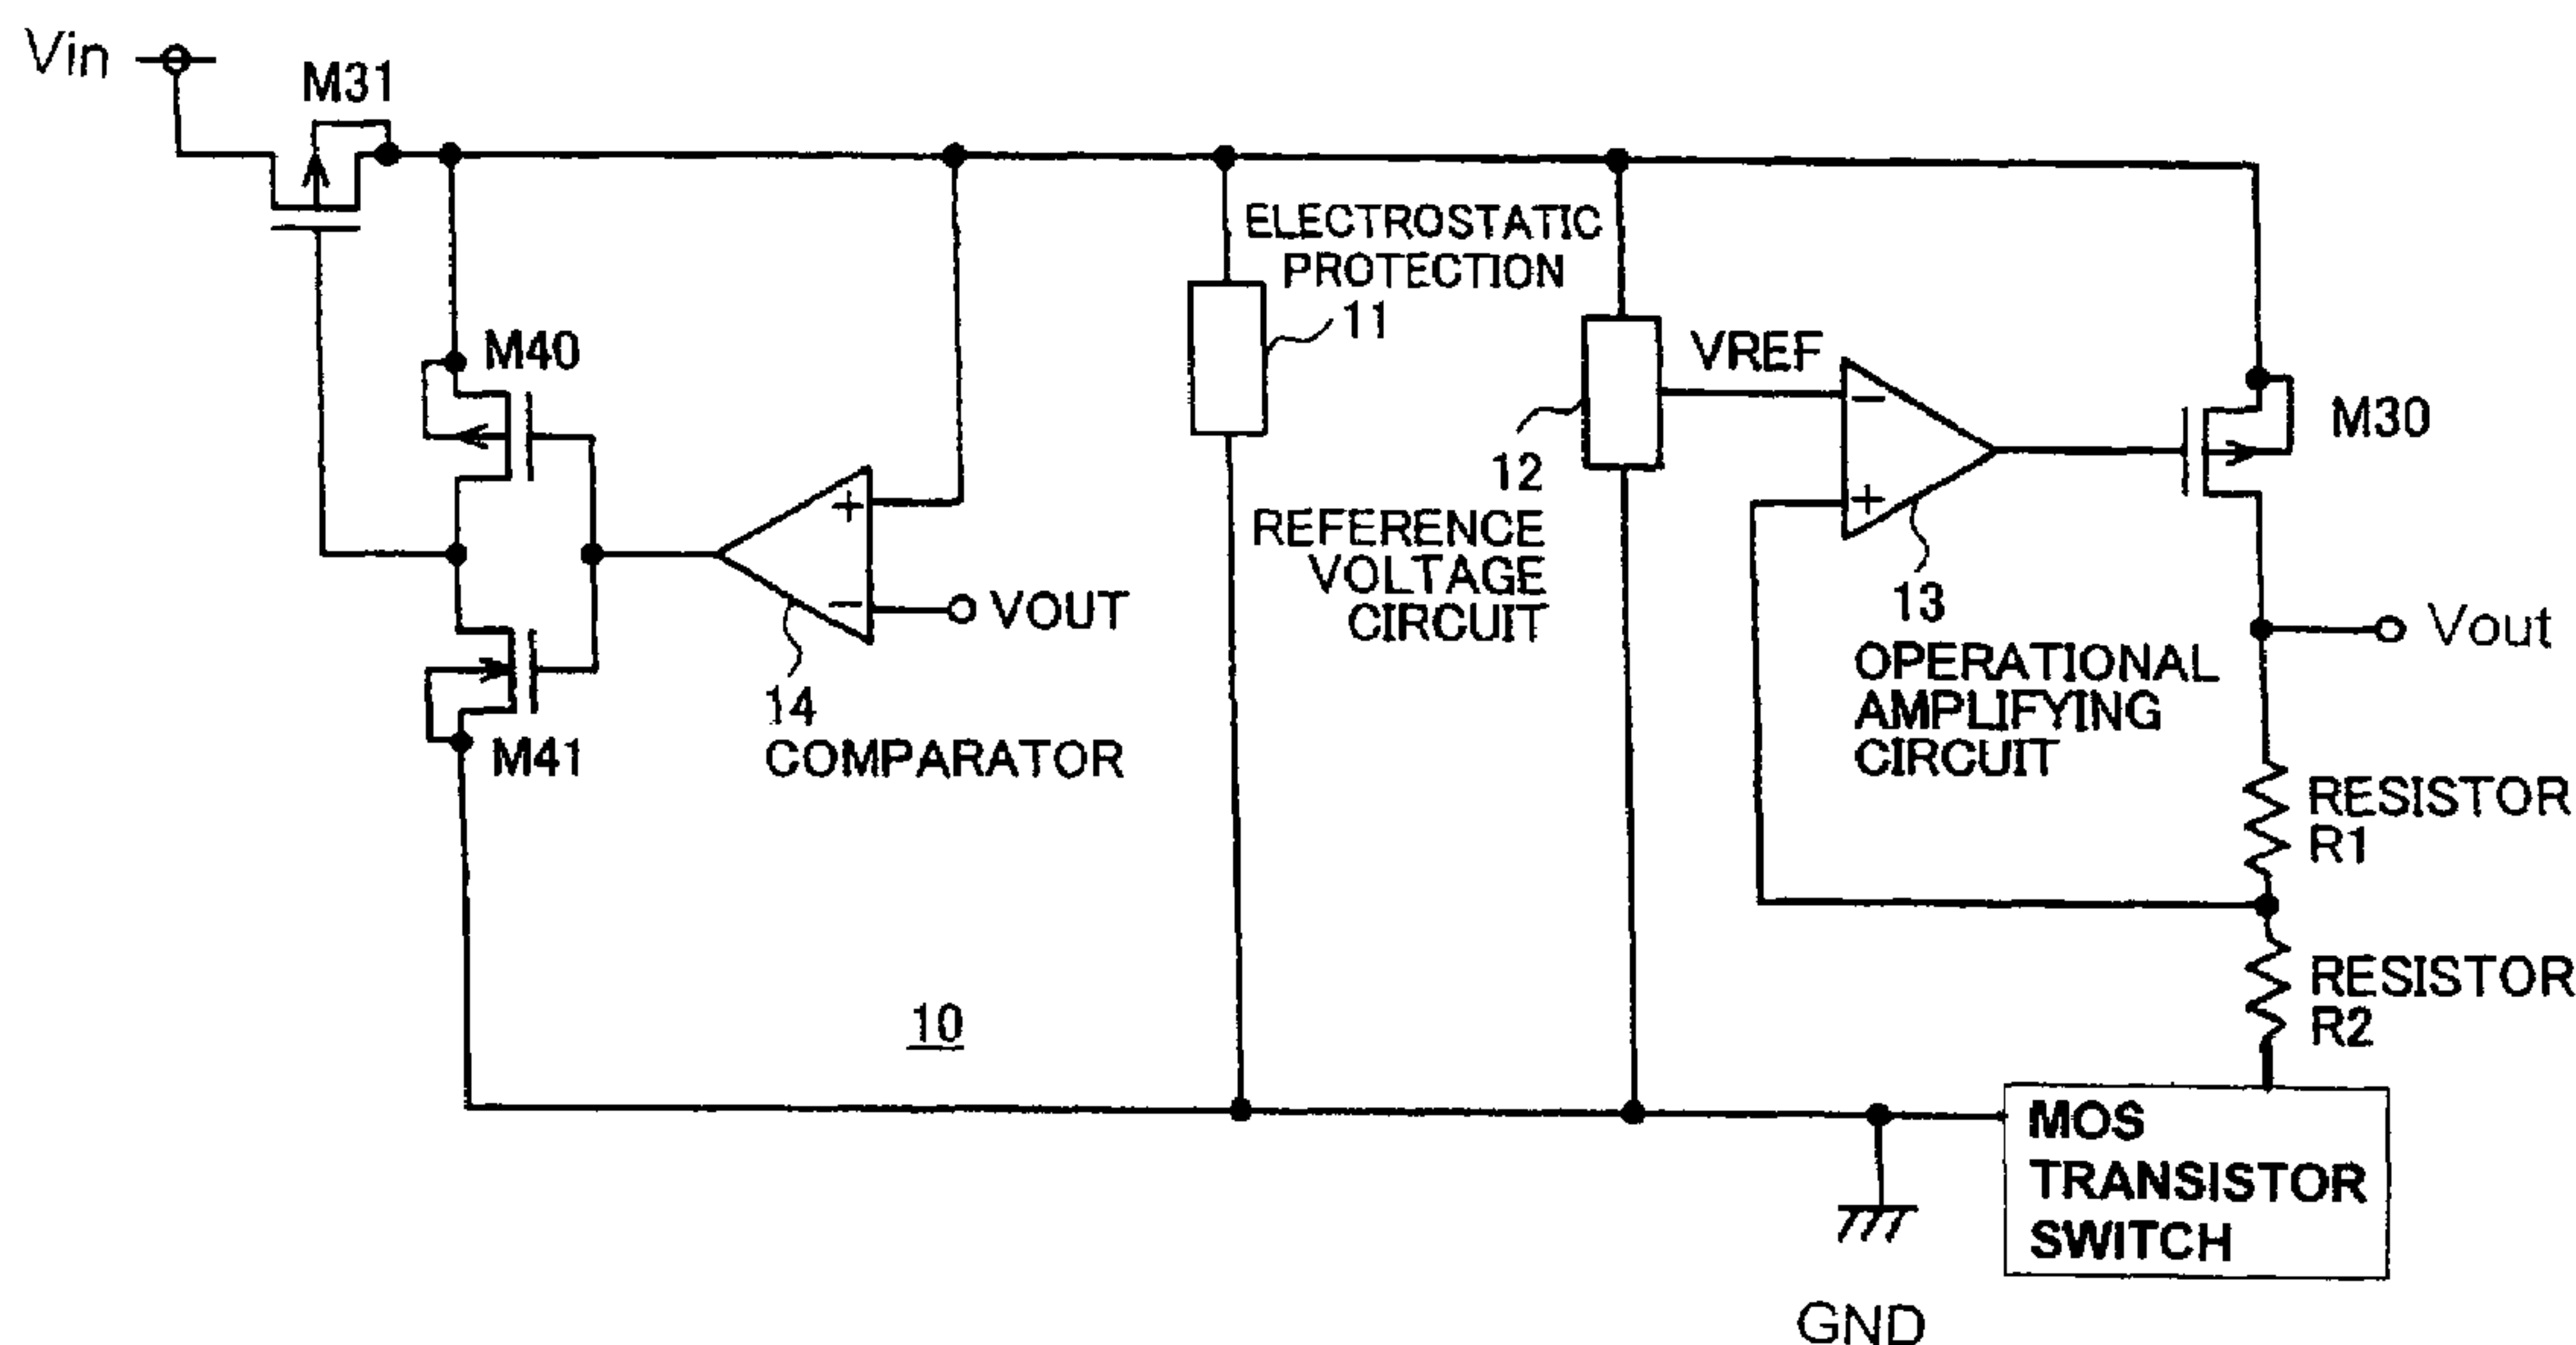 Vin
M31
ELECTROSTATIC
PROTECTION
11
M40
VREF
M30
12
REFERENCE
VOLTAGE
CIRCUIT
+
−
VOUT
−
+
13
OPERATIONAL
AMPLIFYING
CIRCUIT
Vout
14
COMPARATOR
M41
RESISTOR
R1
RESISTOR
R2
10
MOS
TRANSISTOR
SWITCH
GND